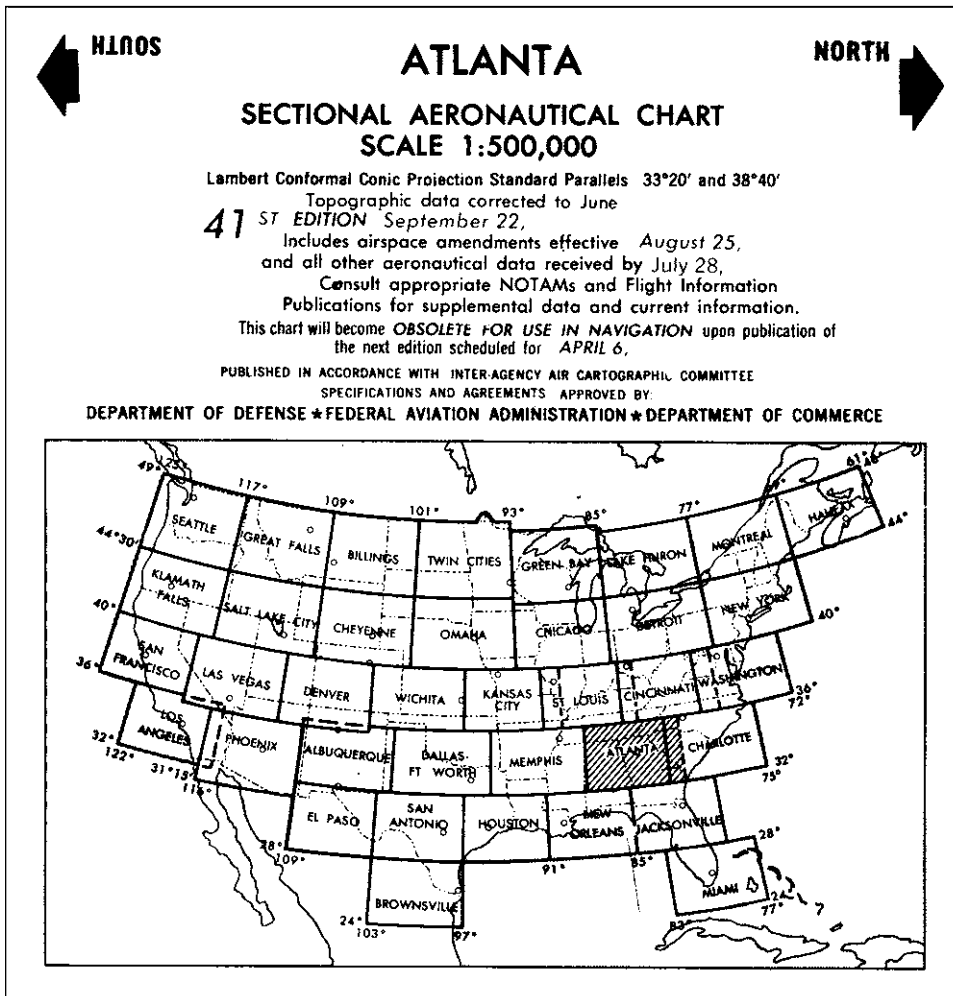 SOUTH
NORTH
ATLANTA
SECTIONAL AERONAUTICAL CHART
SCALE 1:500,000
Lambert Conformal Conic Projection Standard Parallels 33°20' and 38°40'
Topographic data corrected to June
41 ST EDITION September 22,
Includes airspace amendments effective August 25,
and all other aeronautical data received by July 28,
Consult appropriate NOTAMs and Flight Information
Publications for supplemental data and current information.
This chart will become OBSOLETE FOR USE IN NAVIGATION upon publication of
the next edition scheduled for APRIL 6,
PUBLISHED IN ACCORDANCE WITH INTER-AGENCY AIR CARTOGRAPHIC COMMITTEE
SPECIFICATIONS AND AGREEMENTS APPROVED BY:
DEPARTMENT OF DEFENSE ★ FEDERAL AVIATION ADMINISTRATION ★ DEPARTMENT OF COMMERCE
49° 117° 109° 101° 93° 85° 77° 61°
SEATTLE GREAT FALLS BILLINGS TWIN CITIES GREEN BAY LAKE HURON MONTREAL HALIFAX
44°30' 44°
KLAMATH FALLS SALT LAKE CITY CHEYENNE OMAHA CHICAGO DETROIT NEW YORK
40° 40°
SAN FRANCISCO LAS VEGAS DENVER WICHITA KANSAS CITY ST LOUIS CINCINNATI WASHINGTON
36° 36°
72°
LOS ANGELES PHOENIX ALBUQUERQUE DALLAS-FT WORTH MEMPHIS ATLANTA CHARLOTTE
32° 32°
122° 31°15' 75°
EL PASO SAN ANTONIO HOUSTON NEW ORLEANS JACKSONVILLE
28° 28°
109° 91° 85°
BROWNSVILLE MIAMI
24° 24°
103° 97° 83° 77°